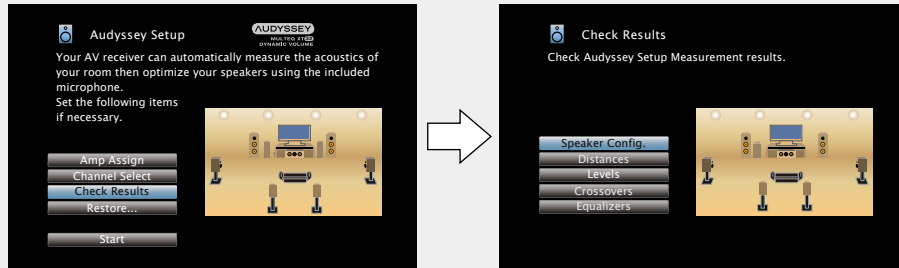 Audyssey Setup
AUDYSSEY
MULTEQ XT32
DYNAMIC VOLUME
Your AV receiver can automatically measure the acoustics of
your room then optimize your speakers using the included
microphone.
Set the following items
if necessary.
Amp Assign
Channel Select
Check Results
Restore...
Start
Check Results
Check Audyssey Setup Measurement results.
Speaker Config.
Distances
Levels
Crossovers
Equalizers